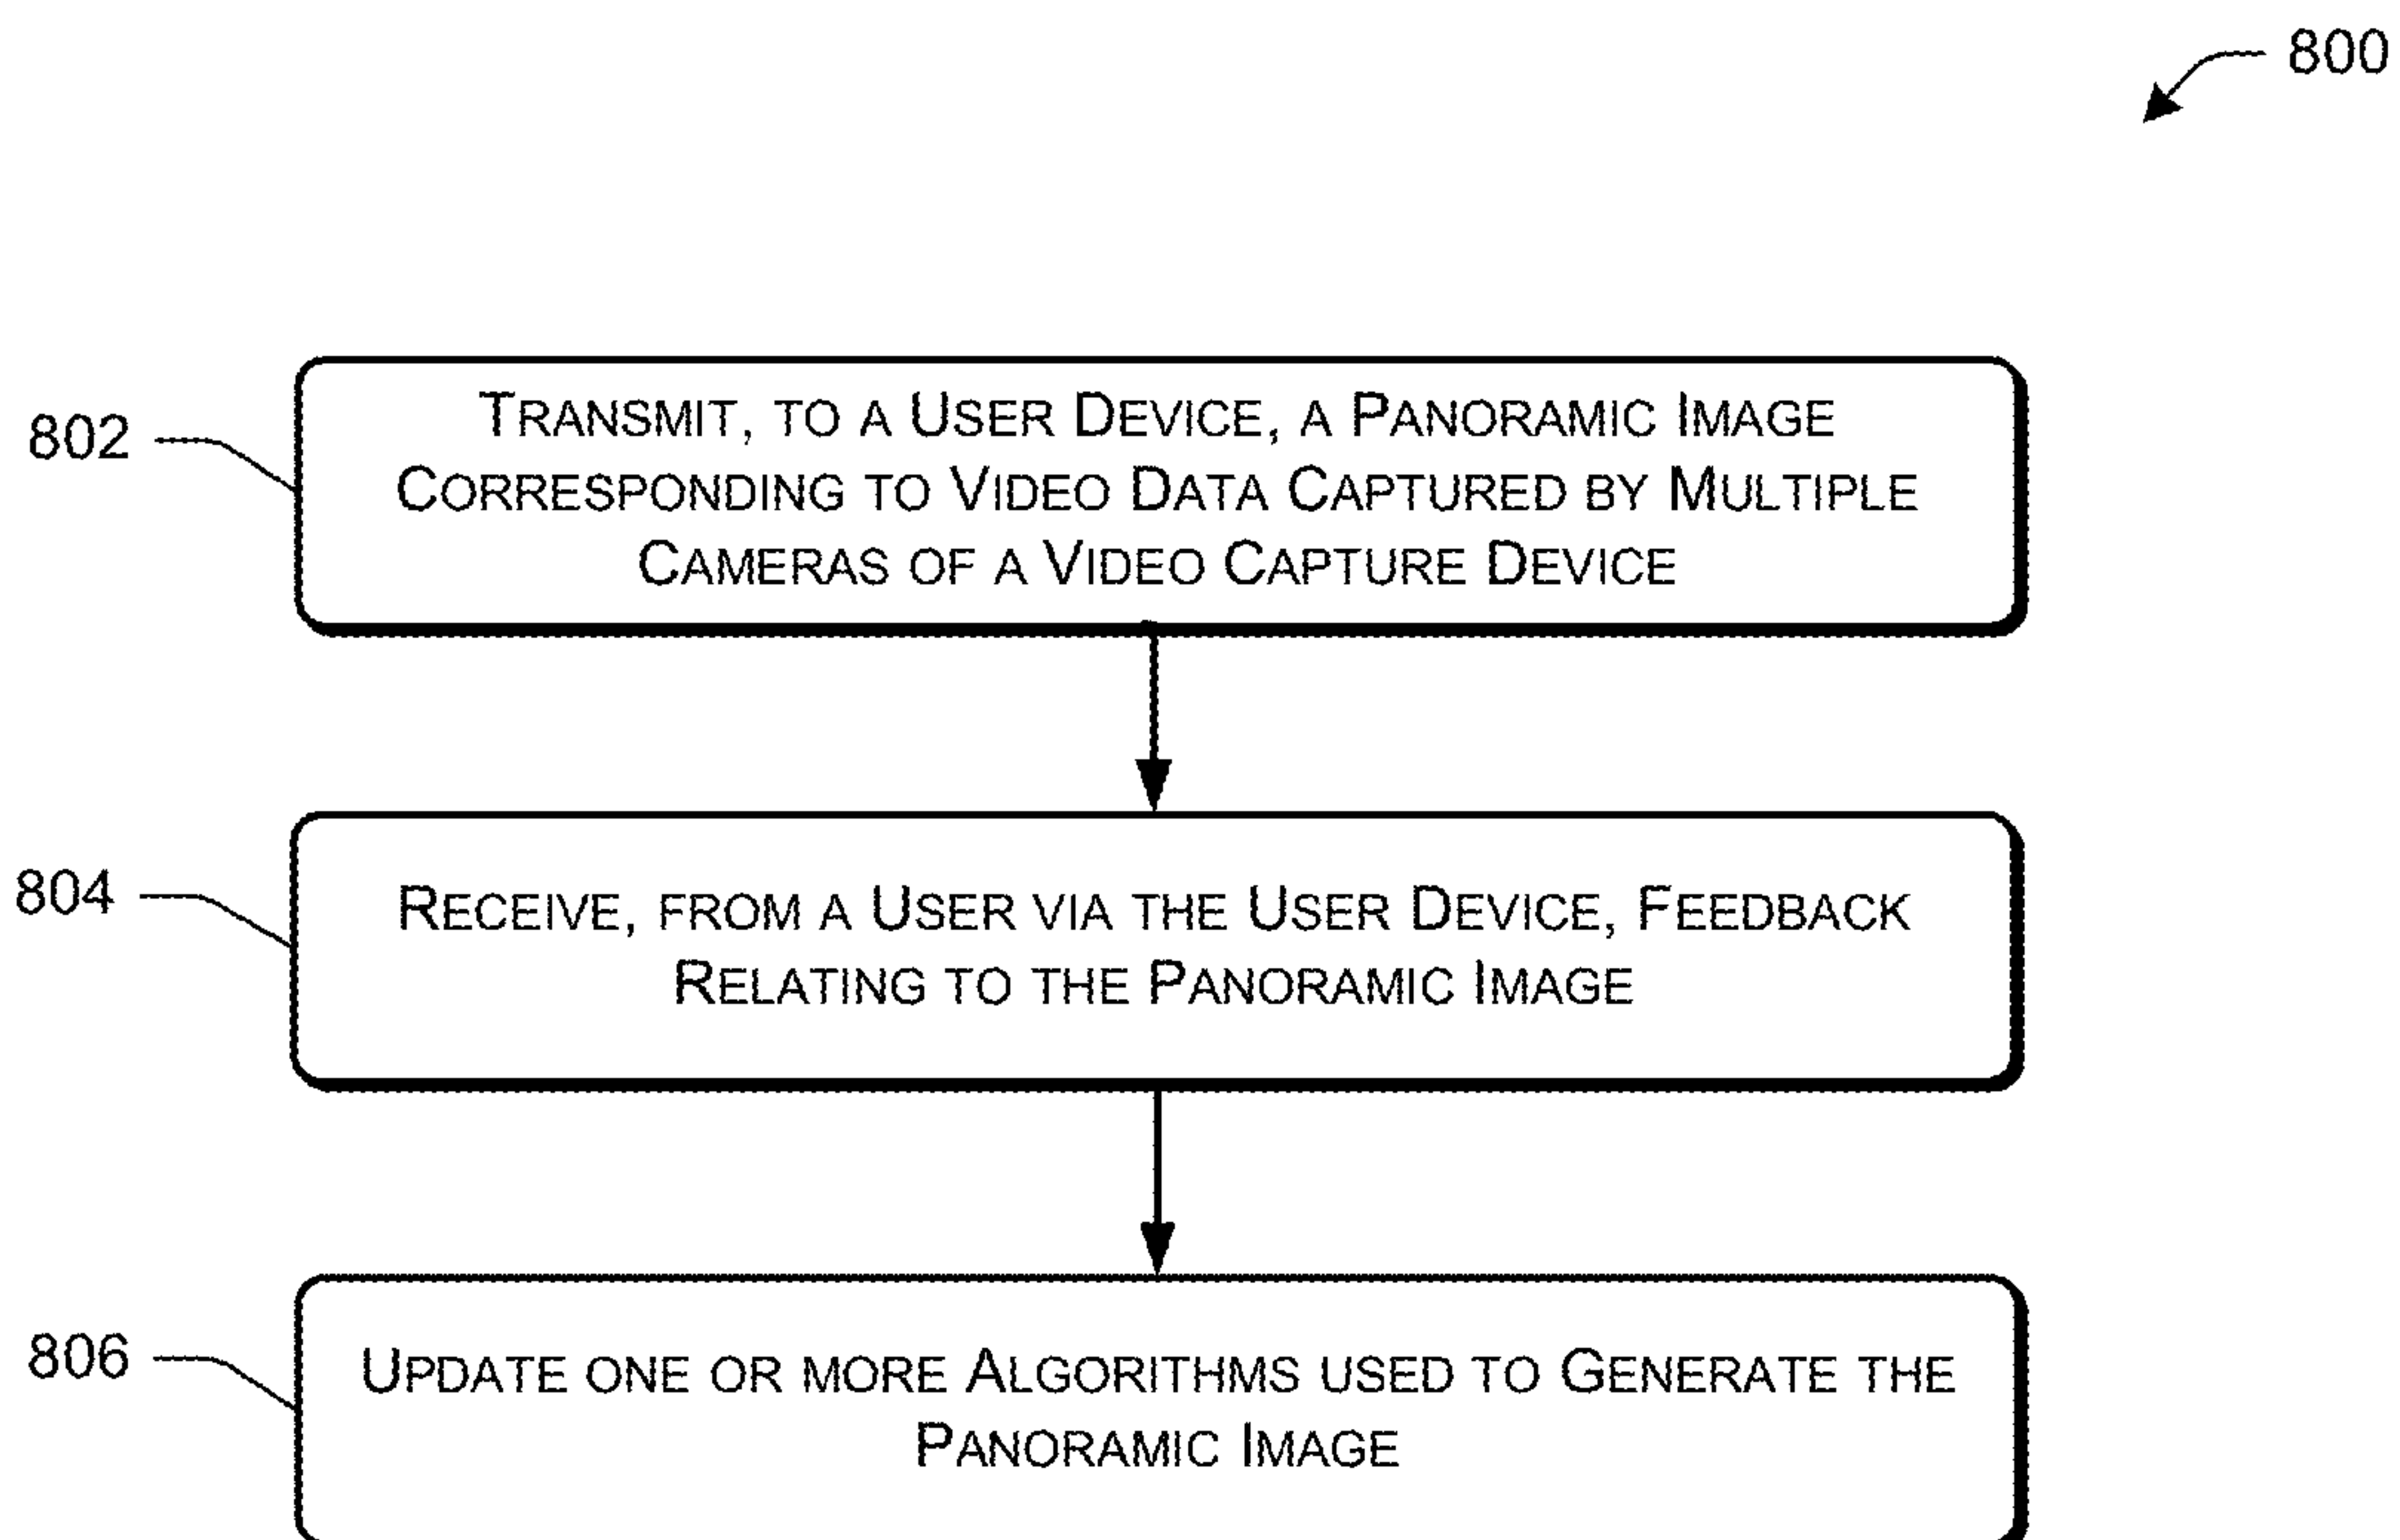 800
802
Transmit, to a User Device, a Panoramic Image
Corresponding to Video Data Captured by Multiple
Cameras of a Video Capture Device
804
Receive, from a User via the User Device, Feedback
Relating to the Panoramic Image
806
Update one or more Algorithms used to Generate the
Panoramic Image